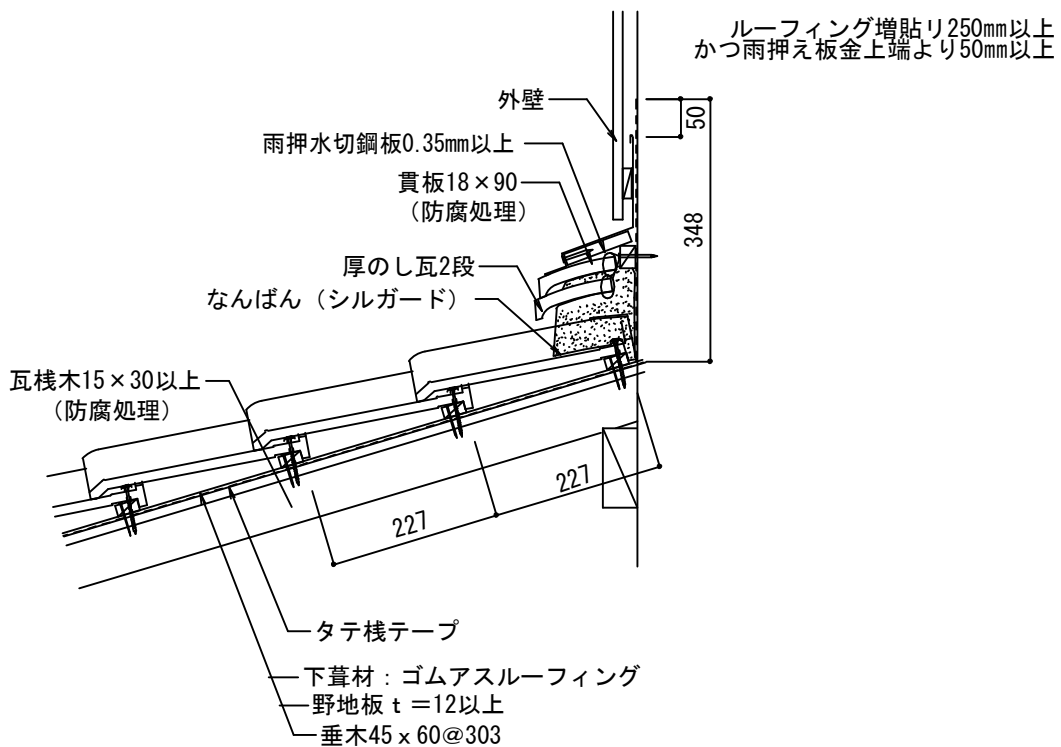 ルーフィング増貼リ250mm以上
かつ雨押え板金上端より50mm以上
外壁
50
雨押水切鋼板0.35mm以上
貫板18×90
（防腐処理）
348
厚のし瓦2段
なんばん（シルガード）
瓦桟木15×30以上
（防腐処理）
227
227
タテ桟テープ
下葺材：ゴムアスルーフィング
野地板ｔ＝12以上
垂木45ｘ60@303